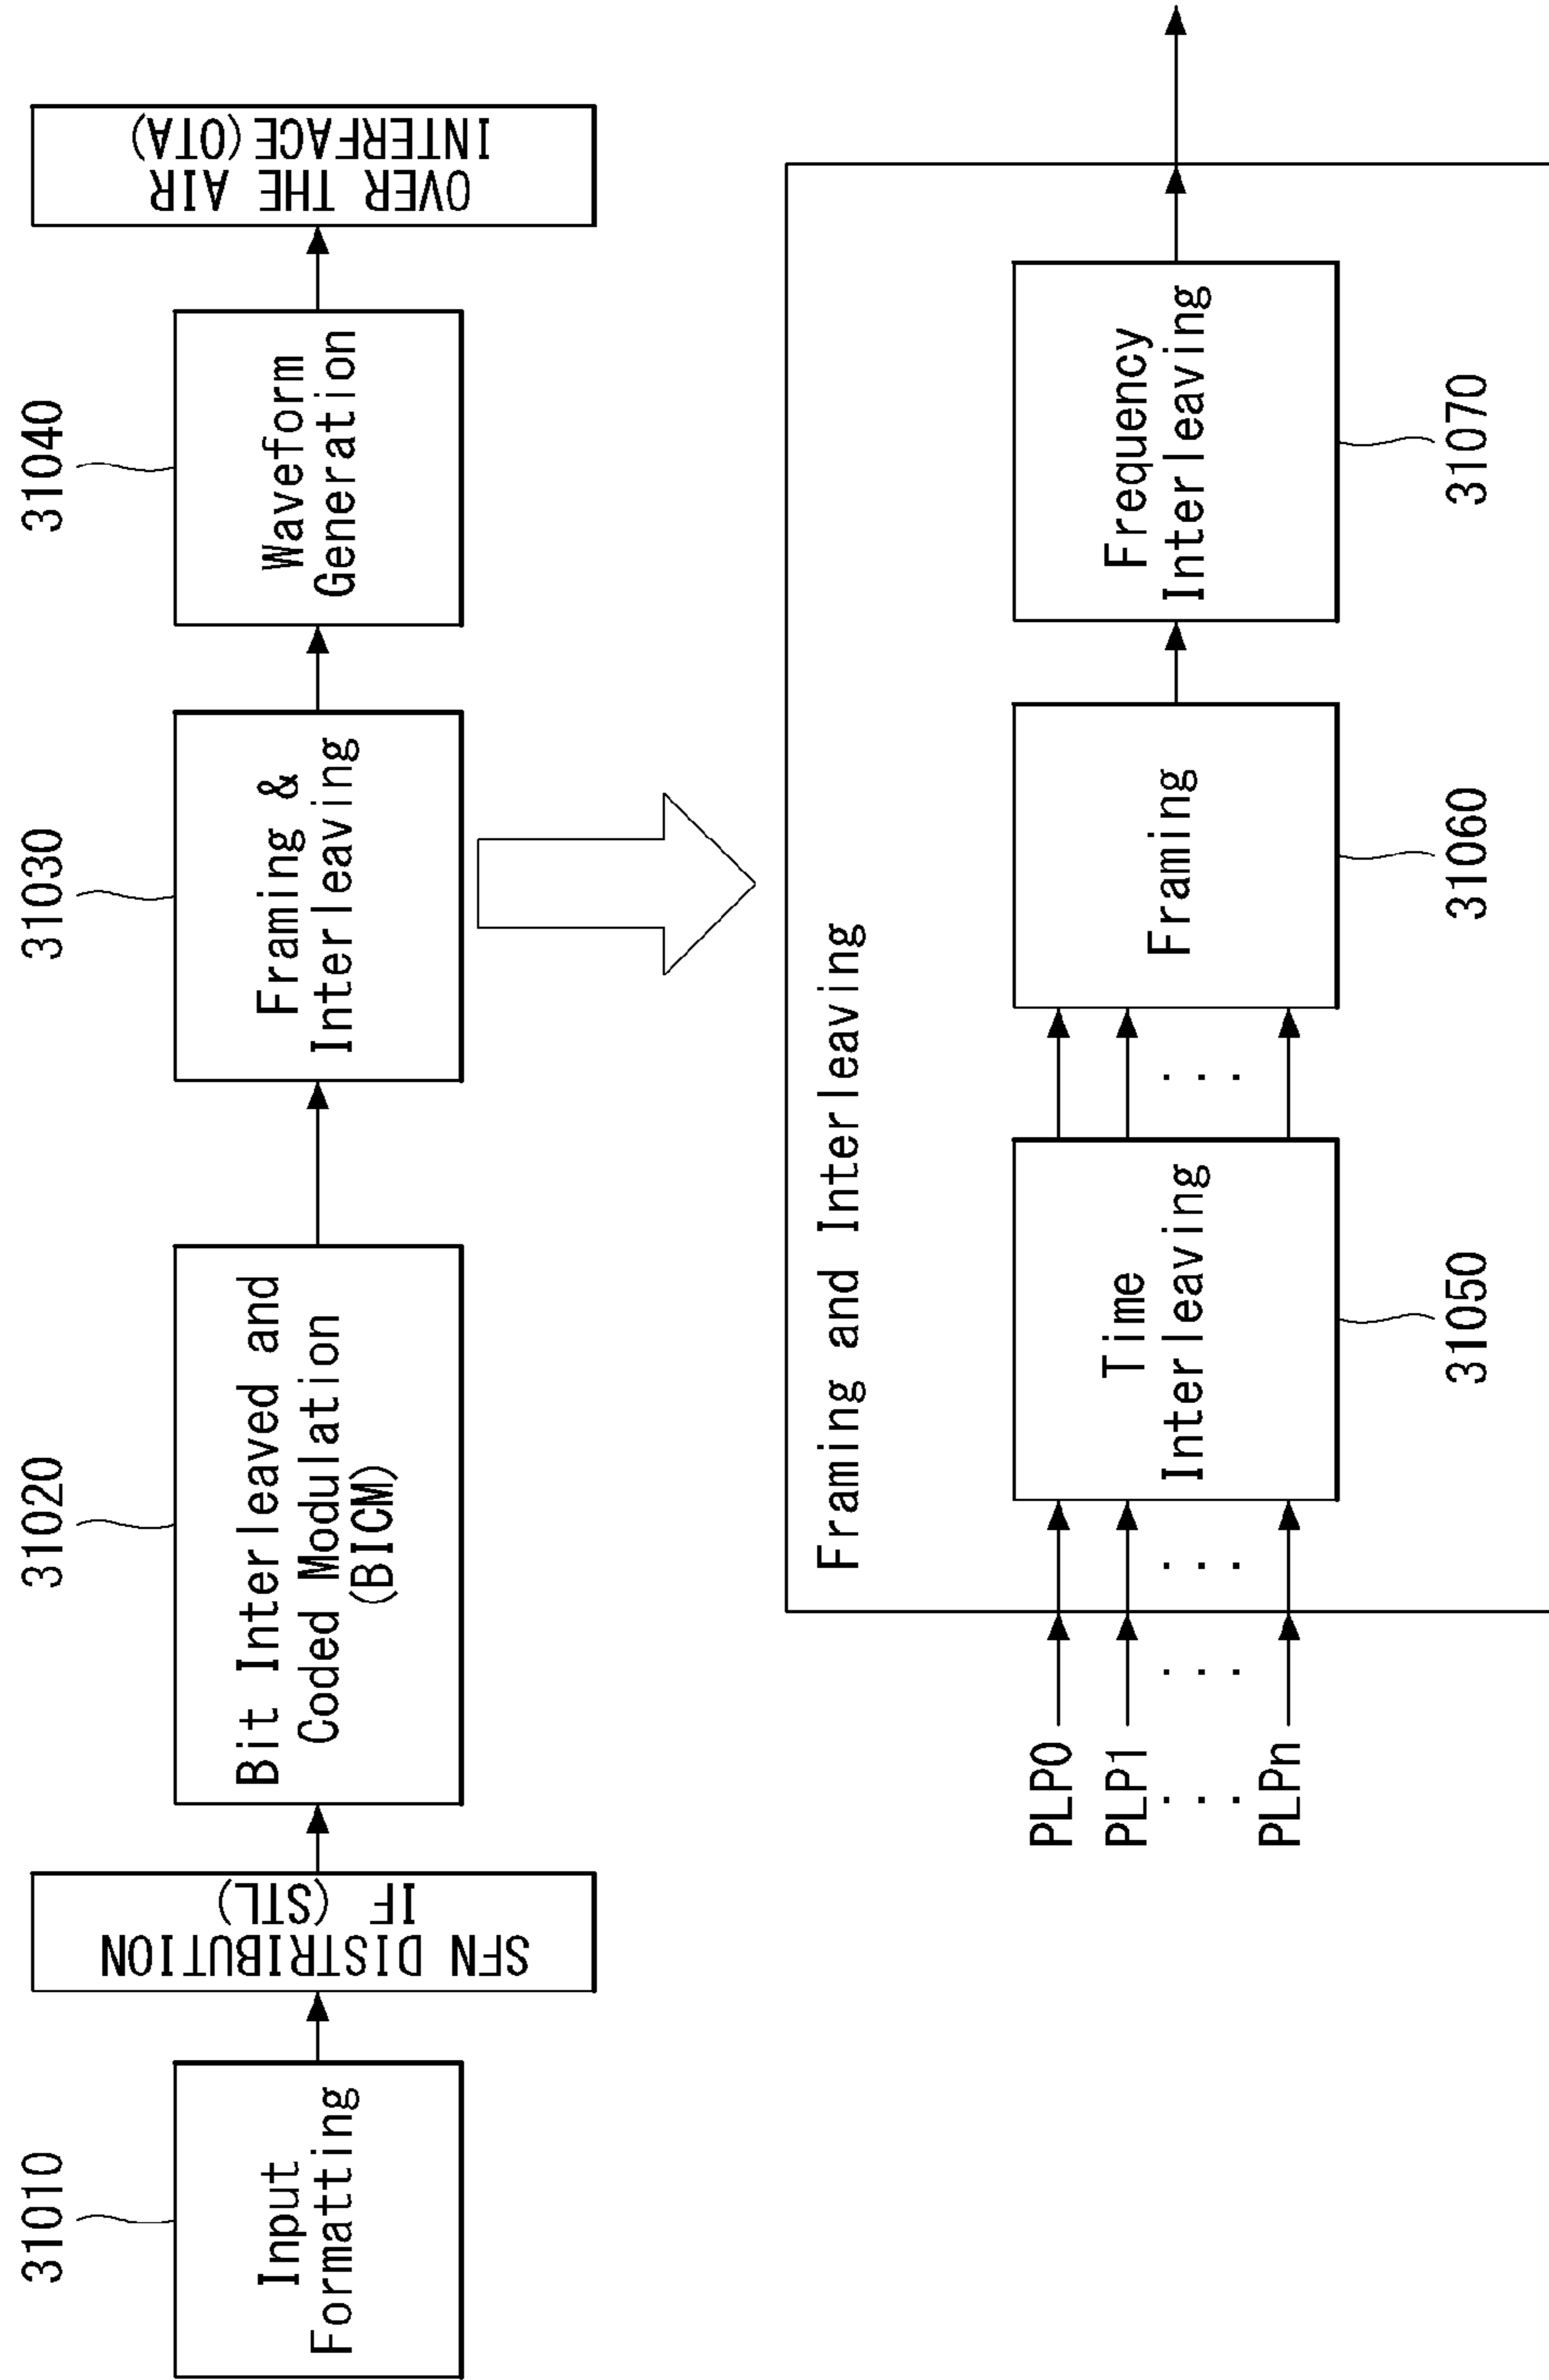 31010
Input
Formatting
SFN DISTRIBUTION
IF (STL)
31020
Bit Interleaved and
Coded Modulation
(BICM)
31030
Framing &
Interleaving
31040
Waveform
Generation
OVER THE AIR
INTERFACE(OTA)
Framing and Interleaving
PLP0
PLP1
...
PLPn
...
...
Time
Interleaving
31050
...
Framing
31060
Frequency
Interleaving
31070